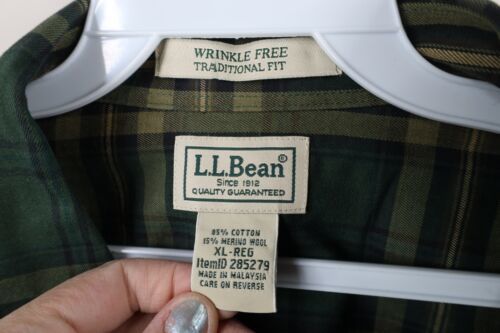 WRINKLE FREE
TRADITIONAL FIT
L.L.Bean®
Since 1912
QUALITY GUARANTEED
85% COTTON
15% MERINO WOOL
XL-REG
ItemID 285279
MADE IN MALAYSIA
CARE ON REVERSE